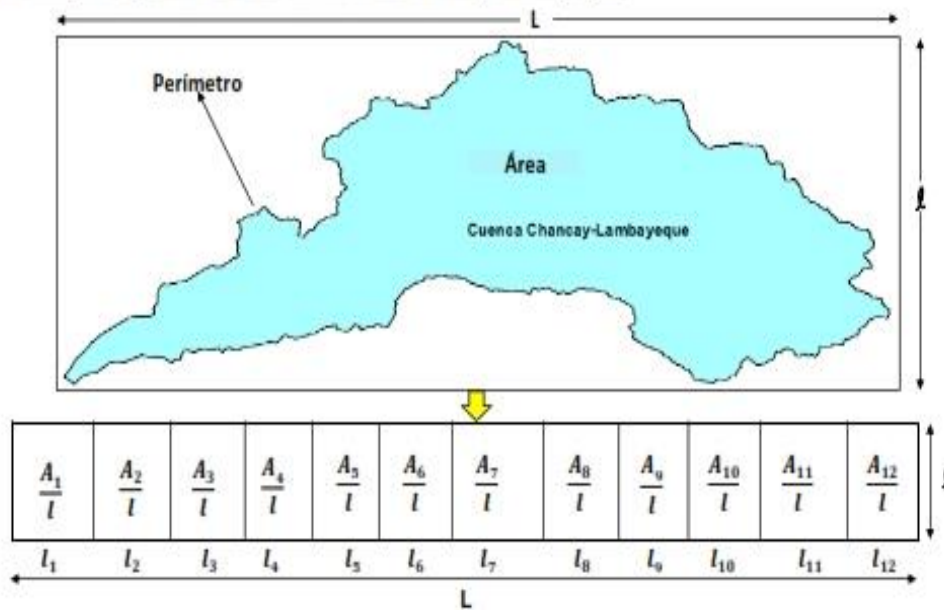 L
Perímetro
Área
l
Cuenca Chancay-Lambayeque
A₁/l A₂/l A₃/l A₄/l A₅/l A₆/l A₇/l A₈/l A₉/l A₁₀/l A₁₁/l A₁₂/l
l₁ l₂ l₃ l₄ l₅ l₆ l₇ l₈ l₉ l₁₀ l₁₁ l₁₂
L